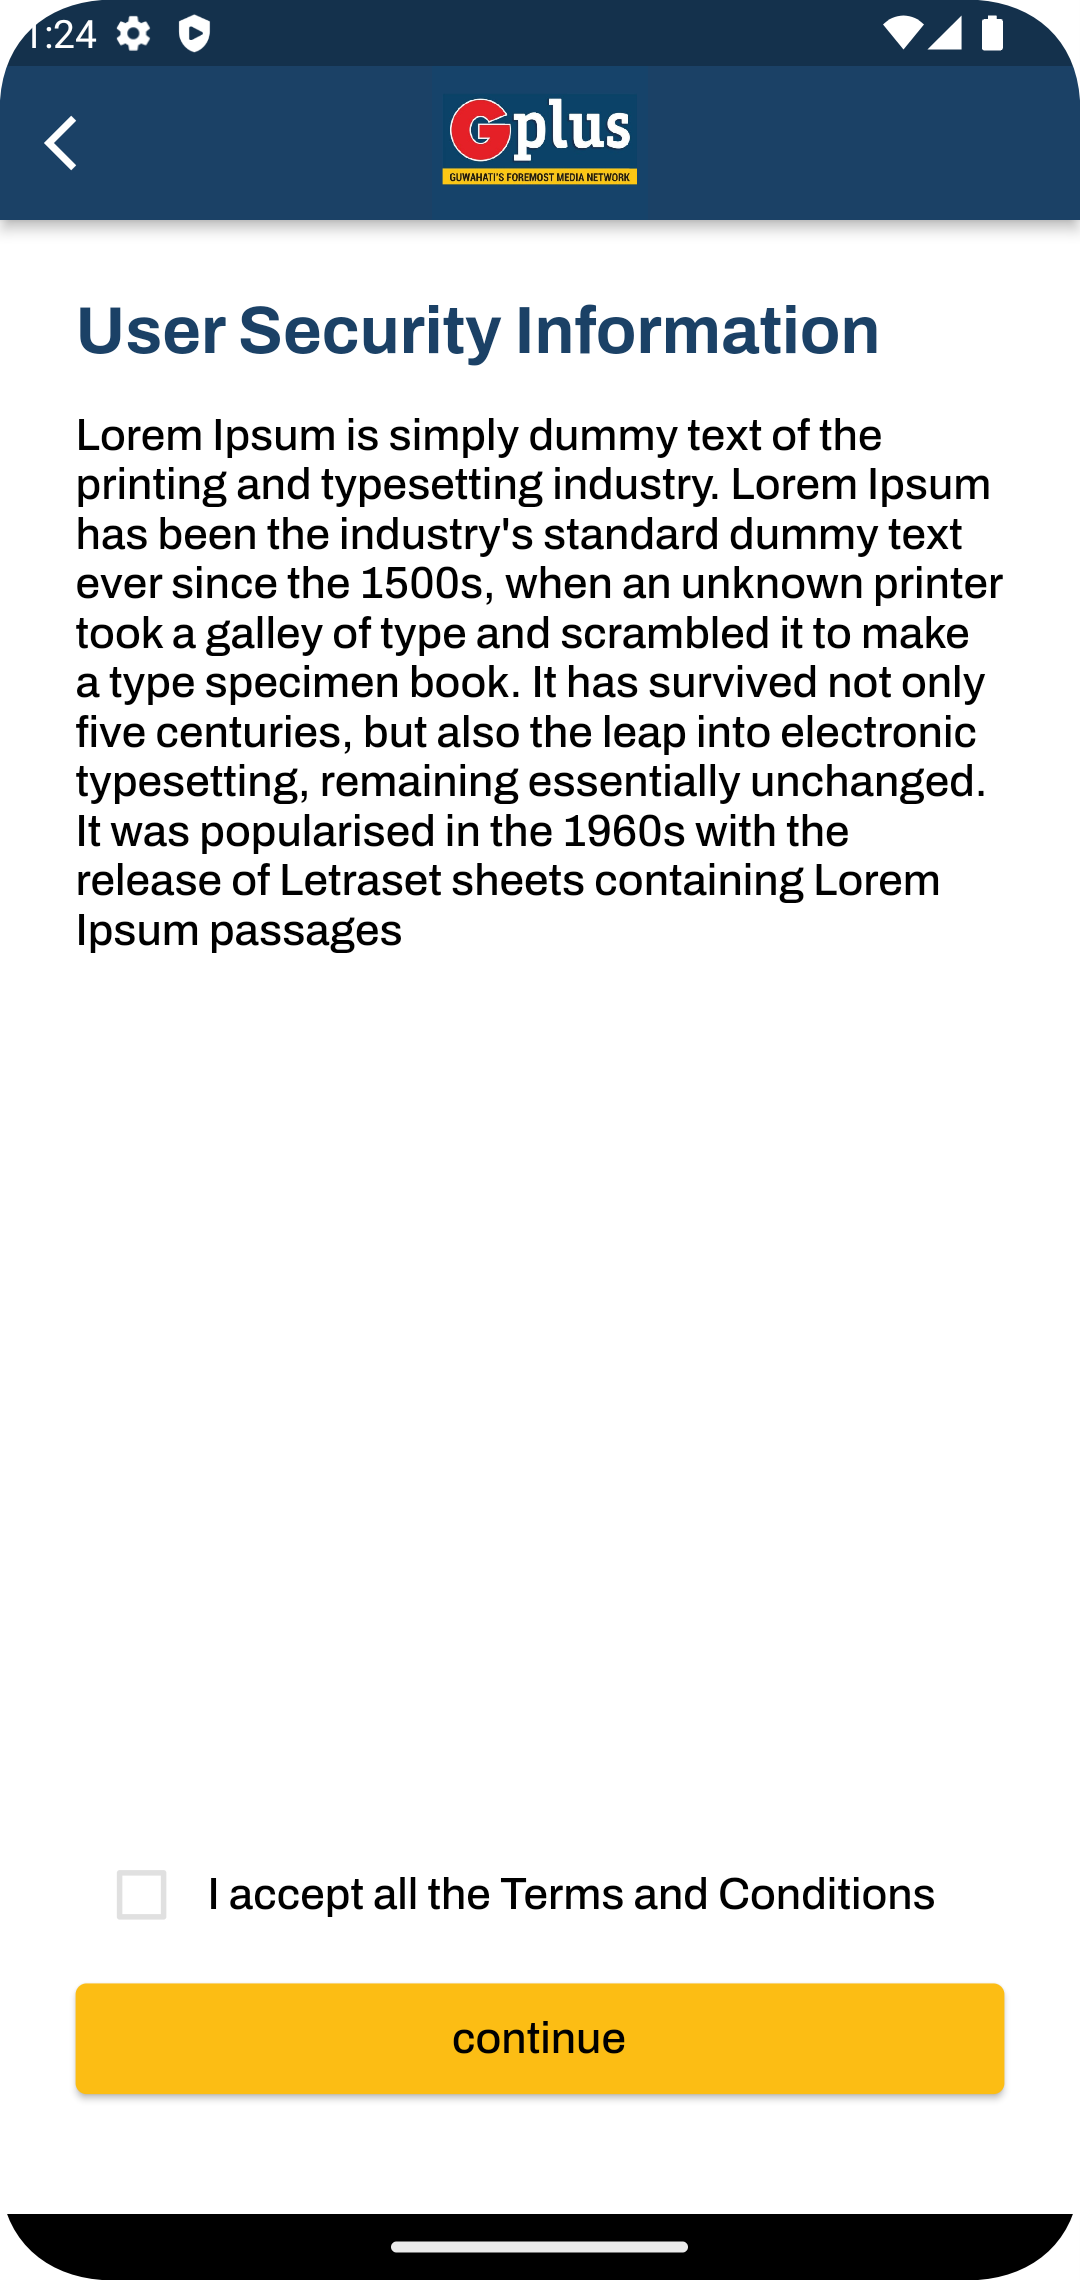 1:24
Gplus
GUWAHATI'S FOREMOST MEDIA NETWORK
User Security Information
Lorem Ipsum is simply dummy text of the
printing and typesetting industry. Lorem Ipsum
has been the industry's standard dummy text
ever since the 1500s, when an unknown printer
took a galley of type and scrambled it to make
a type specimen book. It has survived not only
five centuries, but also the leap into electronic
typesetting, remaining essentially unchanged.
It was popularised in the 1960s with the
release of Letraset sheets containing Lorem
Ipsum passages
I accept all the Terms and Conditions
continue